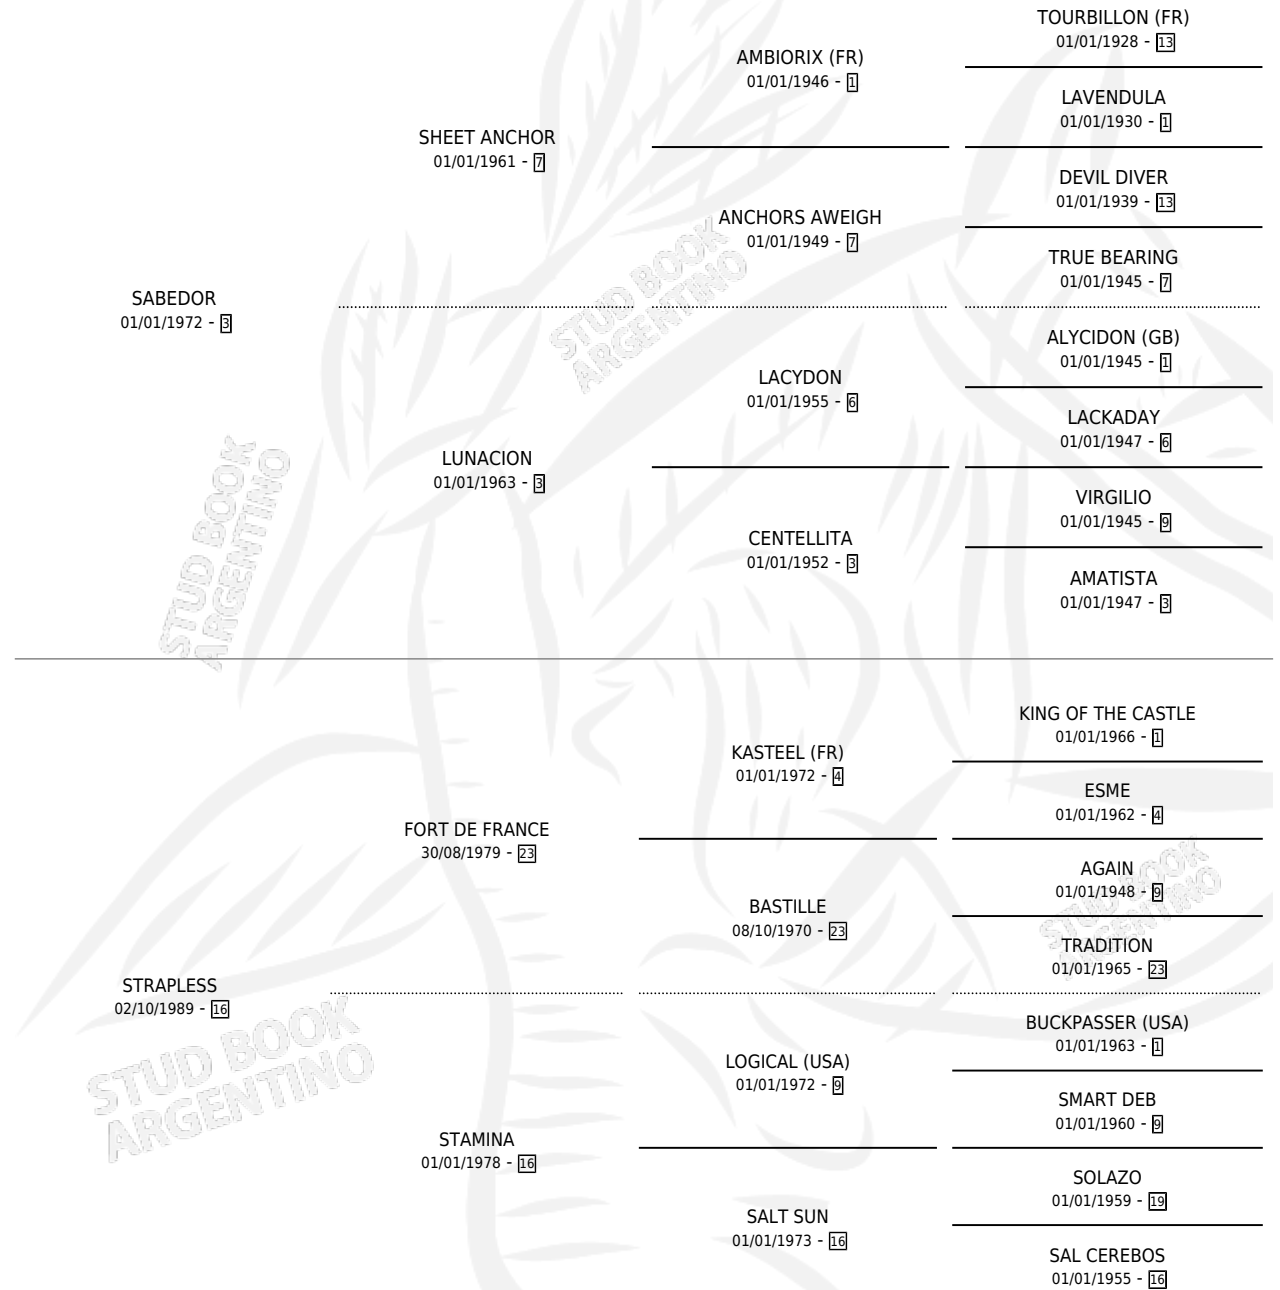 TOURBILLON (FR)
01/01/1928 - 13
AMBIORIX (FR)
01/01/1946 - 1
LAVENDULA
01/01/1930 - 1
SHEET ANCHOR
01/01/1961 - 7
DEVIL DIVER
01/01/1939 - 13
ANCHORS AWEIGH
01/01/1949 - 7
TRUE BEARING
01/01/1945 - 7
SABEDOR
01/01/1972 - 3
STUD BOOK
ARGENTINO
ALYCIDON (GB)
01/01/1945 - 1
LACYDON
01/01/1955 - 6
LACKADAY
01/01/1947 - 6
LUNACION
01/01/1963 - 3
VIRGILIO
01/01/1945 - 9
CENTELLITA
01/01/1952 - 3
AMATISTA
01/01/1947 - 3
STUD BOOK
ARGENTINO
KING OF THE CASTLE
01/01/1966 - 1
KASTEEL (FR)
01/01/1972 - 4
ESME
01/01/1962 - 4
FORT DE FRANCE
30/08/1979 - 23
AGAIN
01/01/1948 - 9
BASTILLE
08/10/1970 - 23
STUD BOOK
ARGENTINO
TRADITION
01/01/1965 - 23
STRAPLESS
02/10/1989 - 16
STUD BOOK
ARGENTINO
BUCKPASSER (USA)
01/01/1963 - 1
LOGICAL (USA)
01/01/1972 - 9
SMART DEB
01/01/1960 - 9
STAMINA
01/01/1978 - 16
SOLAZO
01/01/1959 - 19
SALT SUN
01/01/1973 - 16
SAL CEREBOS
01/01/1955 - 16